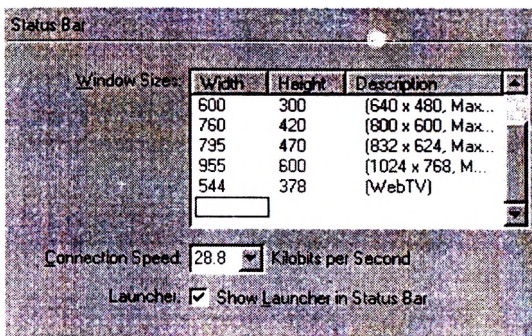 Status Bar
Window Sizes: Width Height Description
600 300 (640 x 480, Max...
760 420 (800 x 600, Max...
795 470 (832 x 624, Max...
955 600 (1024 x 768, M...
544 378 (WebTV)
Connection Speed: 28.8 Kilobits per Second
Launcher: Show Launcher in Status Bar